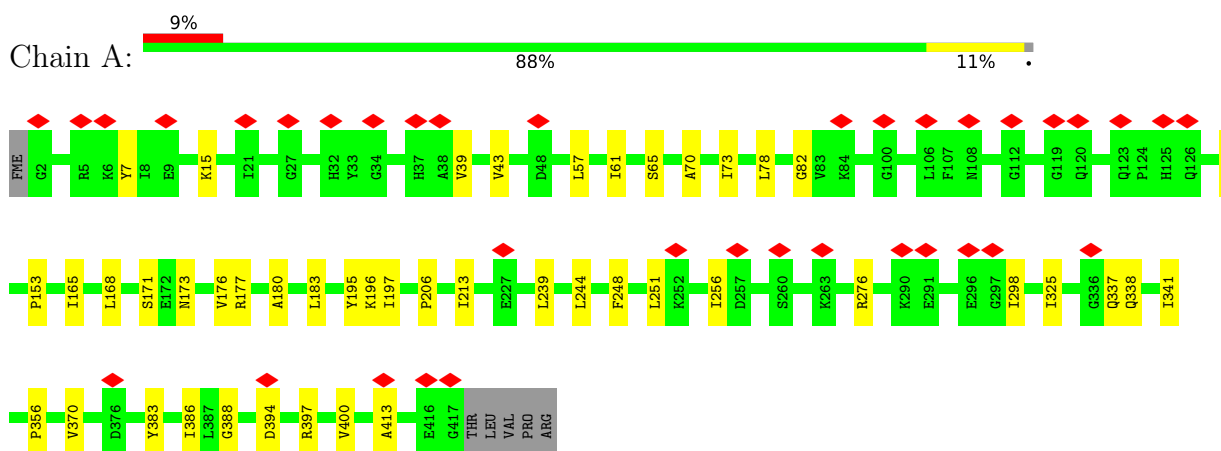 9%
Chain A:
88%
11%
•
FME
G2
R5
K6
Y7
I8
E9
K15
I21
G27
H32
Y33
G34
H37
A38
V39
V43
D48
L57
I61
S65
A70
I73
L78
G82
V83
K84
G100
L106
F107
N108
G112
G119
Q120
Q123
P124
H125
Q126
P153
I165
L168
S171
E172
N173
V176
R177
A180
L183
Y195
K196
I197
P206
I213
E227
L239
L244
F248
L251
K252
I256
D257
S260
K263
R276
K290
E291
E296
G297
I298
I325
G336
Q337
Q338
I341
P356
V370
D376
Y383
I386
L387
G388
D394
R397
V400
A413
E416
G417
THR
LEU
VAL
PRO
ARG